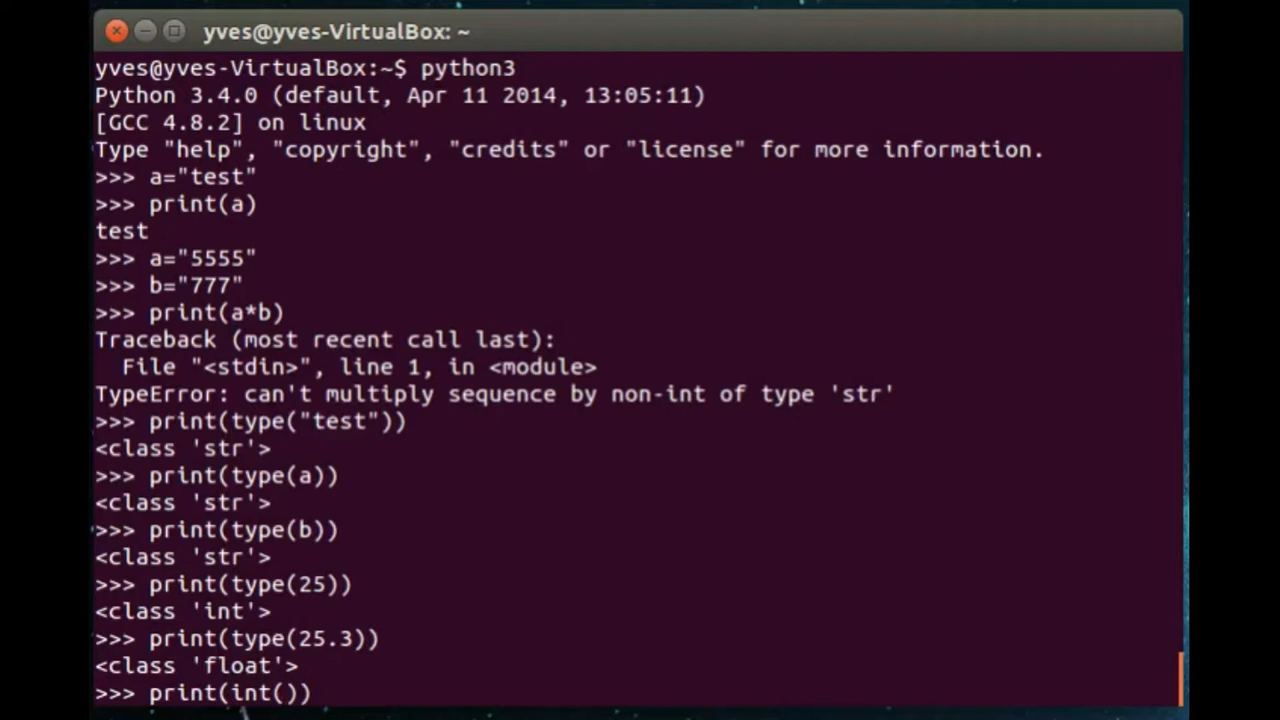 yves@yves-VirtualBox: ~
yves@yves-VirtualBox:~$ python3
Python 3.4.0 (default, Apr 11 2014, 13:05:11)
[GCC 4.8.2] on linux
Type "help", "copyright", "credits" or "license" for more information.
>>> a="test"
>>> print(a)
test
>>> a="5555"
>>> b="777"
>>> print(a*b)
Traceback (most recent call last):
  File "<stdin>", line 1, in <module>
TypeError: can't multiply sequence by non-int of type 'str'
>>> print(type("test"))
<class 'str'>
>>> print(type(a))
<class 'str'>
>>> print(type(b))
<class 'str'>
>>> print(type(25))
<class 'int'>
>>> print(type(25.3))
<class 'float'>
>>> print(int())